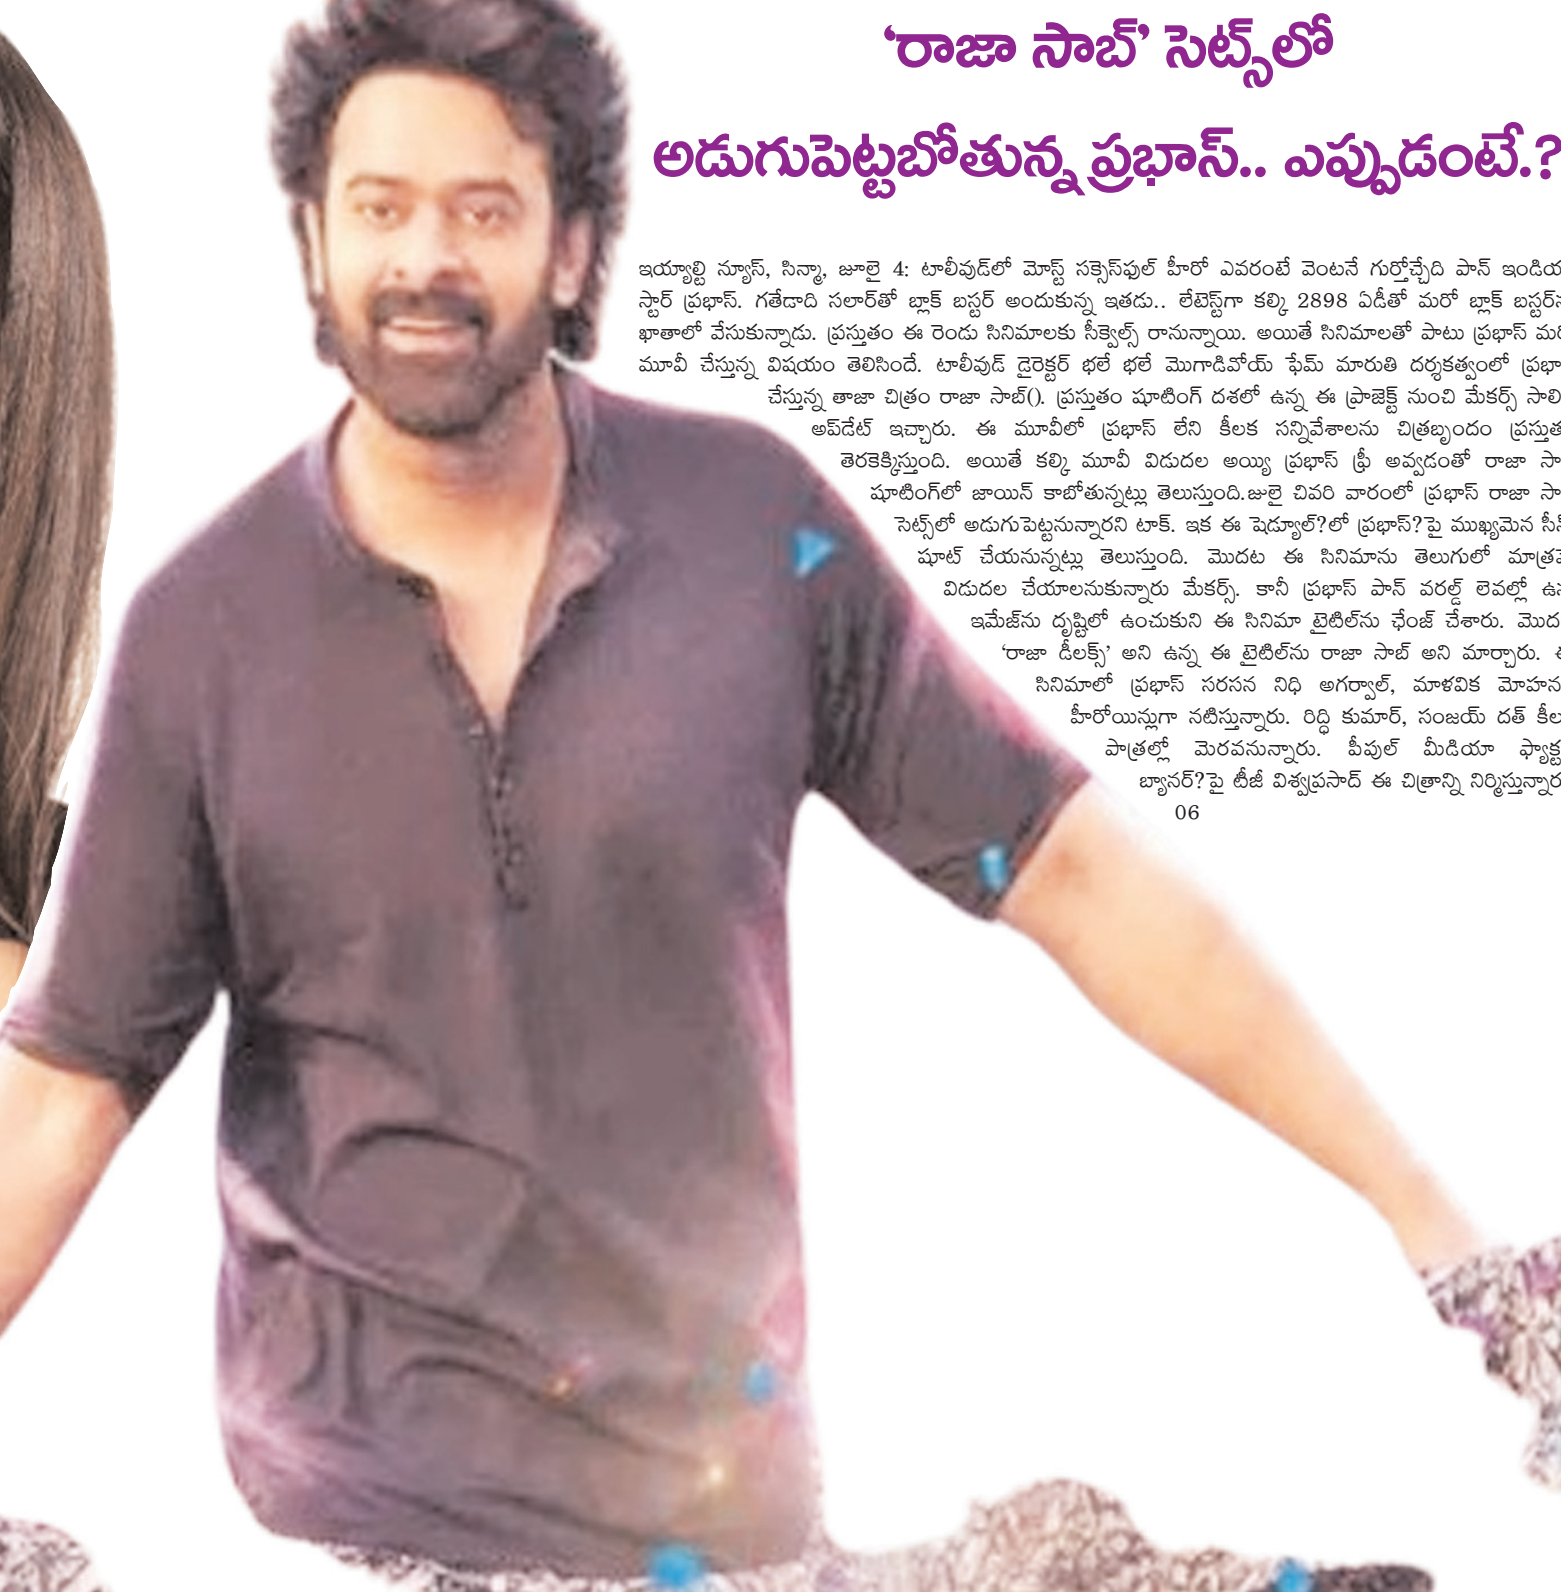 ‘రాజా సాబ్’ సెట్స్‌లో
అడుగుపెట్టబోతున్న ప్రభాస్.. ఎప్పుడంటే.?
ఇయ్యాల్టి న్యూస్, సిన్మా, జూలై 4: టాలీవుడ్‌లో మోస్ట్ సక్సెస్‌ఫుల్ హీరో ఎవరంటే వెంటనే గుర్తోచ్చేది పాన్
స్టార్ ప్రభాస్. గతేడాది సలార్‌తో బ్లాక్ బస్టర్ అందుకున్న ఇతడు.. లేటెస్ట్‌గా కల్కి 2898 ఏడీతో మరో బ్లాక్
ఖాతాలో వేసుకున్నాడు. ప్రస్తుతం ఈ రెండు సినిమాలకు సీక్వెల్స్ రానున్నాయి. అయితే సినిమాలతో పాటు ప్రభాస్
మూవీ చేస్తున్న విషయం తెలిసిందే. టాలీవుడ్ డైరెక్టర్ భలే భలే మొగాడివోయ్ ఫేమ్ మారుతి దర్శకత్వంలో
చేస్తున్న తాజా చిత్రం రాజా సాబ్(). ప్రస్తుతం షూటింగ్ దశలో ఉన్న ఈ ప్రాజెక్ట్ నుంచి మేకర్స్
అప్‌డేట్ ఇచ్చారు. ఈ మూవీలో ప్రభాస్ లేని కీలక సన్నివేశాలను చిత్రబృందం
తెరకెక్కిస్తుంది. అయితే కల్కి మూవీ విడుదల అయ్యి ప్రభాస్ ఫ్రీ అవ్వడంతో రాజా
షూటింగ్‌లో జాయిన్ కాబోతున్నట్లు తెలుస్తుంది.జులై చివరి వారంలో ప్రభాస్ రాజా
సెట్స్‌లో అడుగుపెట్టనున్నారని టాక్. ఇక ఈ షెడ్యూల్?లో ప్రభాస్?పై ముఖ్యమైన
షూట్ చేయనున్నట్లు తెలుస్తుంది. మొదట ఈ సినిమాను తెలుగులో
విడుదల చేయాలనుకున్నారు మేకర్స్. కానీ ప్రభాస్ పాన్ వరల్డ్ లెవల్లో
ఇమేజ్‌ను దృష్టిలో ఉంచుకుని ఈ సినిమా టైటిల్‌ను ఛేంజ్ చేశారు.
‘రాజా డీలక్స్’ అని ఉన్న ఈ టైటిల్‌ను రాజా సాబ్ అని మార్చారు.
సినిమాలో ప్రభాస్ సరసన నిధి అగర్వాల్, మాళవిక
హీరోయిన్లుగా నటిస్తున్నారు. రిద్ధి కుమార్, సంజయ్ దత్
పాత్రల్లో మెరవనున్నారు. పీపుల్ మీడియా
బ్యానర్?పై టీజీ విశ్వప్రసాద్ ఈ చిత్రాన్ని
06